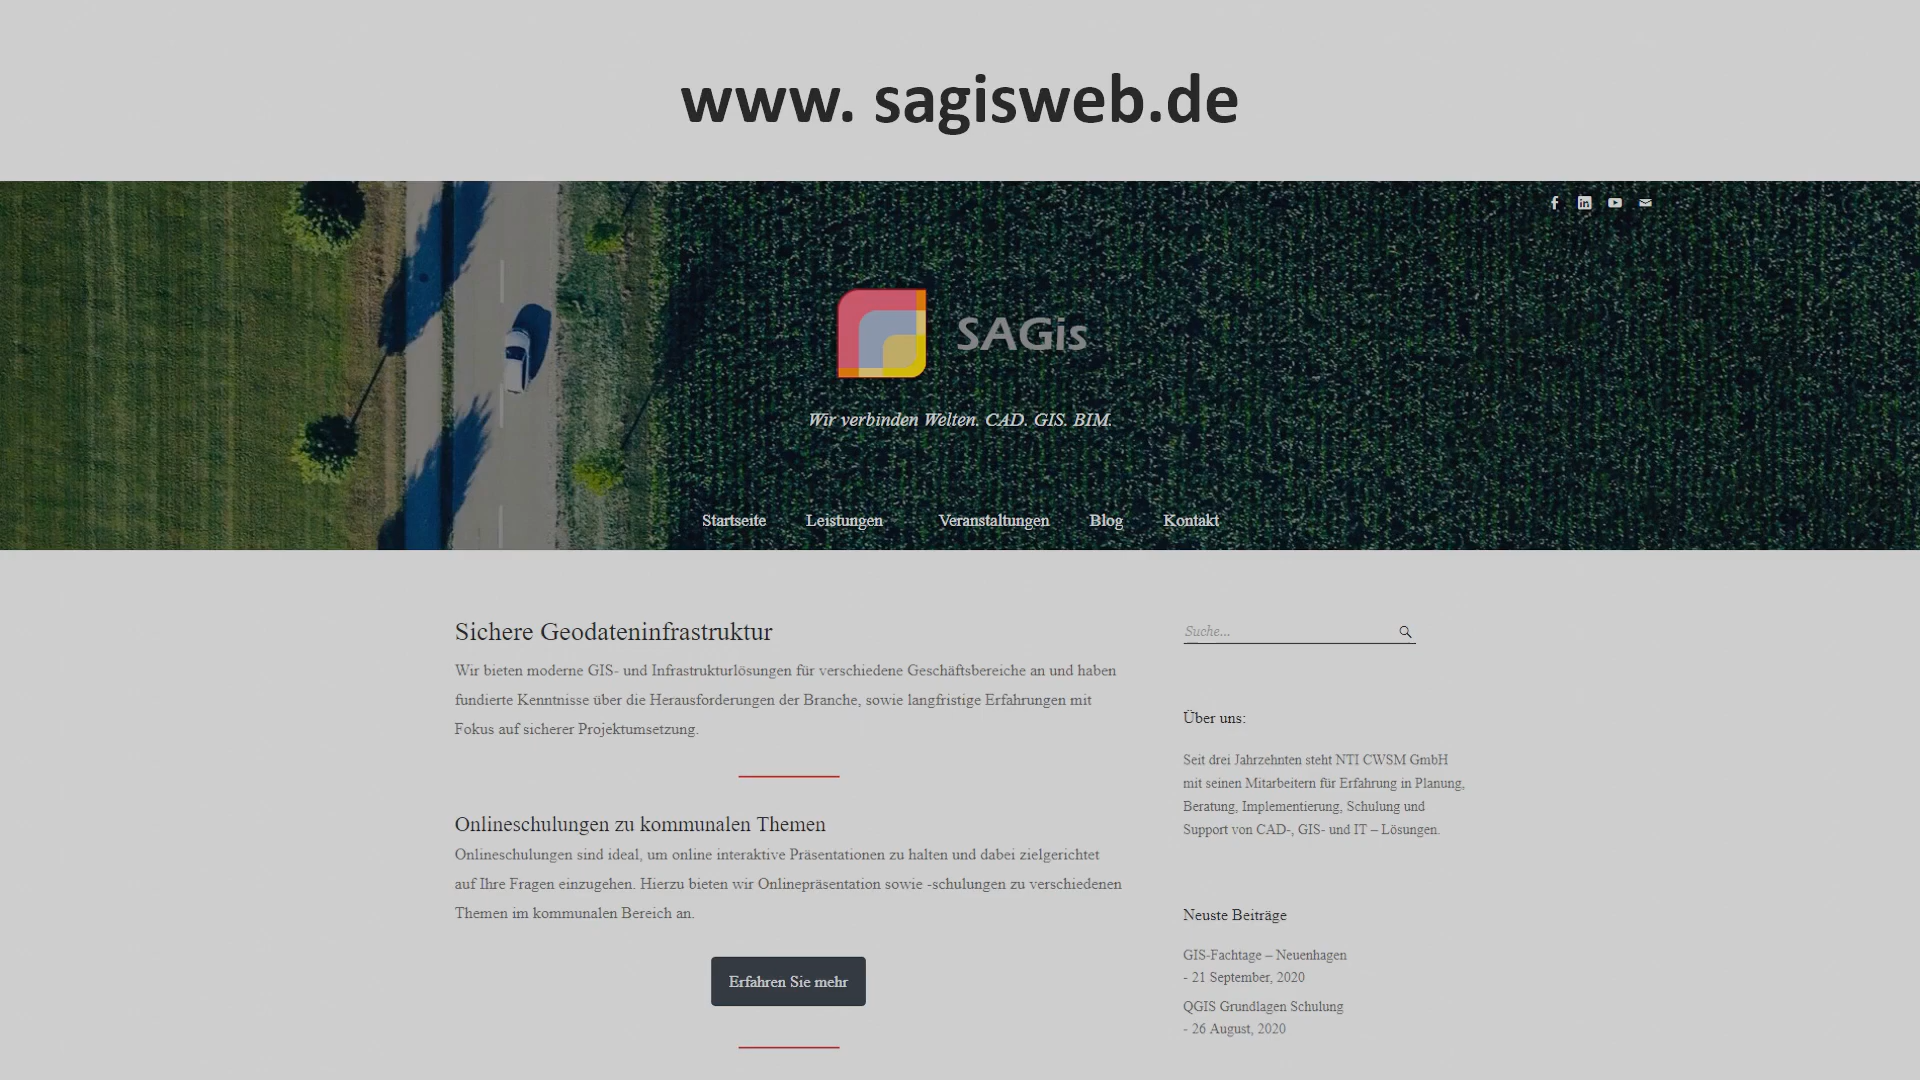 www. sagisweb.de
SAGis
Wir verbinden Welten. CAD. GIS. BIM.
Startseite Leistungen Veranstaltungen Blog Kontakt
Sichere Geodateninfrastruktur
Wir bieten moderne GIS- und Infrastrukturlösungen für verschiedene Geschäftsbereiche an und haben
fundierte Kenntnisse über die Herausforderungen der Branche, sowie langfristige Erfahrungen mit
Fokus auf sicherer Projektumsetzung.
Onlineschulungen zu kommunalen Themen
Onlineschulungen sind ideal, um online interaktive Präsentationen zu halten und dabei zielgerichtet
auf Ihre Fragen einzugehen. Hierzu bieten wir Onlinepräsentation sowie -schulungen zu verschiedenen
Themen im kommunalen Bereich an.
Erfahren Sie mehr
Suche...
Über uns:
Seit drei Jahrzehnten steht NTI CWSM GmbH
mit seinen Mitarbeitern für Erfahrung in Planung,
Beratung, Implementierung, Schulung und
Support von CAD-, GIS- und IT – Lösungen.
Neuste Beiträge
GIS-Fachtage – Neuenhagen
- 21 September, 2020
QGIS Grundlagen Schulung
- 26 August, 2020